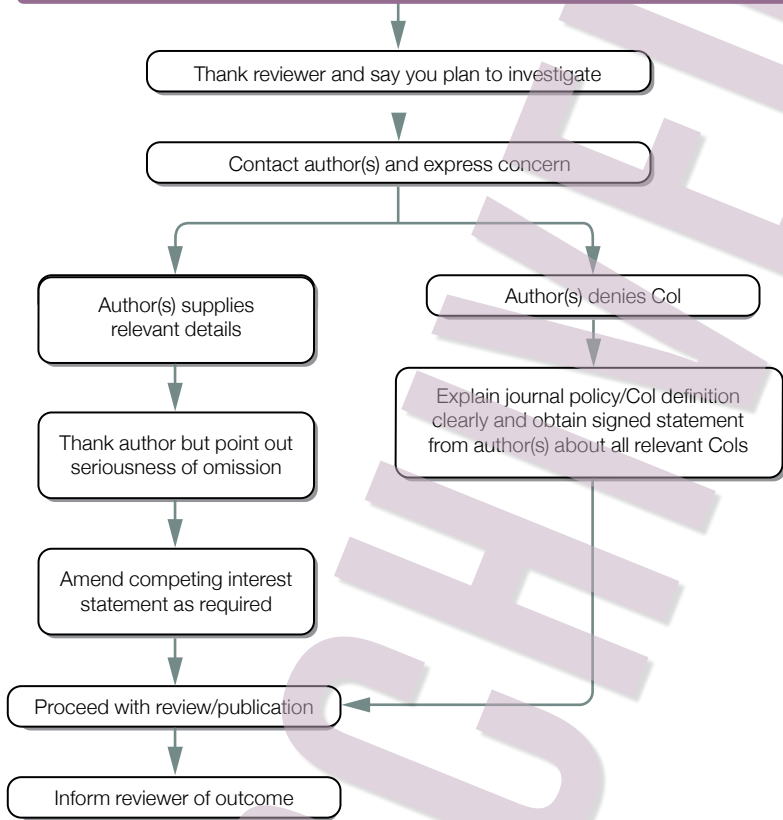 Thank reviewer and say you plan to investigate
Contact author(s) and express concern
Author(s) supplies
relevant details
Author(s) denies CoI
Thank author but point out
seriousness of omission
Explain journal policy/CoI definition
clearly and obtain signed statement
from author(s) about all relevant CoIs
Amend competing interest
statement as required
Proceed with review/publication
Inform reviewer of outcome